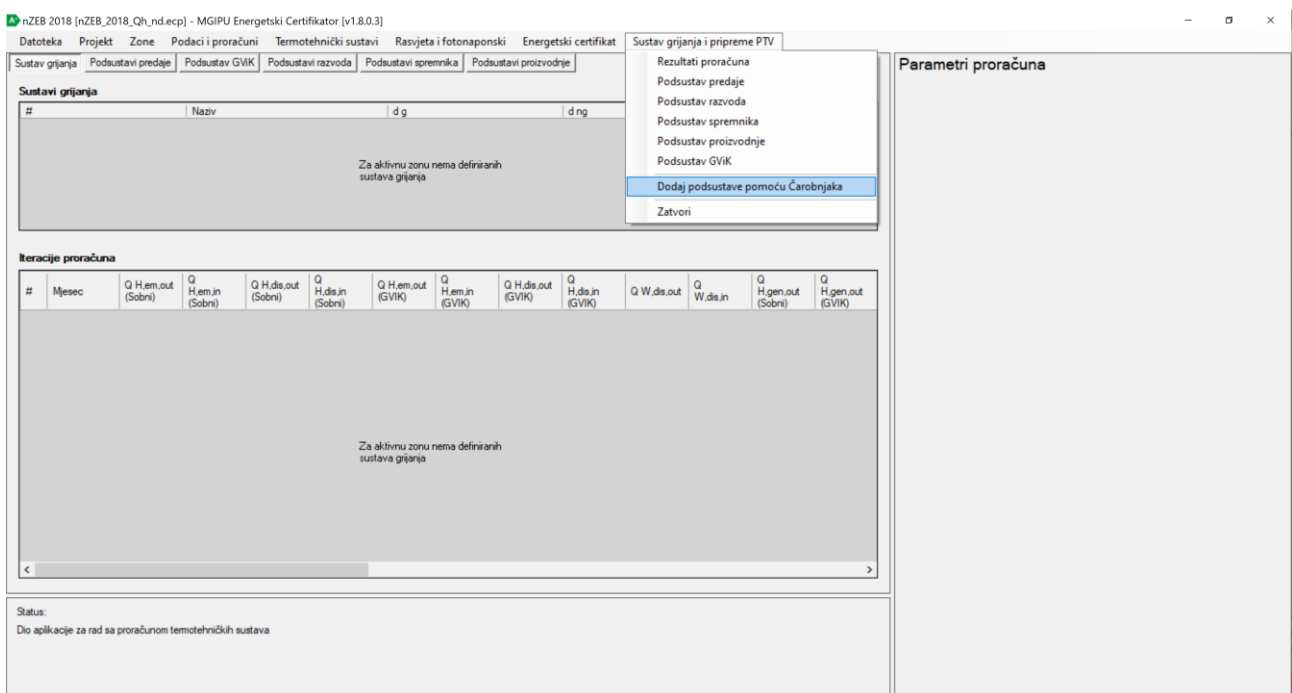 nZEB 2018 [nZEB_2018_Qh_nd.ecp] - MGIPU Energetski Certifikator [v1.8.0.3]
Datoteka Projekt Zone Podaci i proračuni Termotehnički sustavi Rasvjeta i fotonaponski Energetski certifikat Sustav grijanja i pripreme PTV
Sustav grijanja Podsustavi predaje Podsustav GViK Podsustavi razvoda Podsustavi spremnika Podsustavi proizvodnje
Rezultati proračuna
Podsustav predaje
Podsustav razvoda
Podsustav spremnika
Podsustav proizvodnje
Podsustav GViK
Dodaj podsustave pomoću Čarobnjaka
Zatvori
Parametri proračuna
Sustavi grijanja
# Naziv d g d ng
Za aktivnu zonu nema definiranih
sustava grijanja
Iteracije proračuna
# Mjesec Q H,em,out (Sobni) Q H,em,in (Sobni) Q H,dis,out (Sobni) Q H,dis,in (Sobni) Q H,em,out (GVIK) Q H,em,in (GVIK) Q H,dis,out (GVIK) Q H,dis,in (GVIK) Q W,dis,out Q W,dis,in Q H,gen,out (Sobni) Q H,gen,out (GVIK)
Za aktivnu zonu nema definiranih
sustava grijanja
Status:
Dio aplikacije za rad sa proračunom termotehničkih sustava